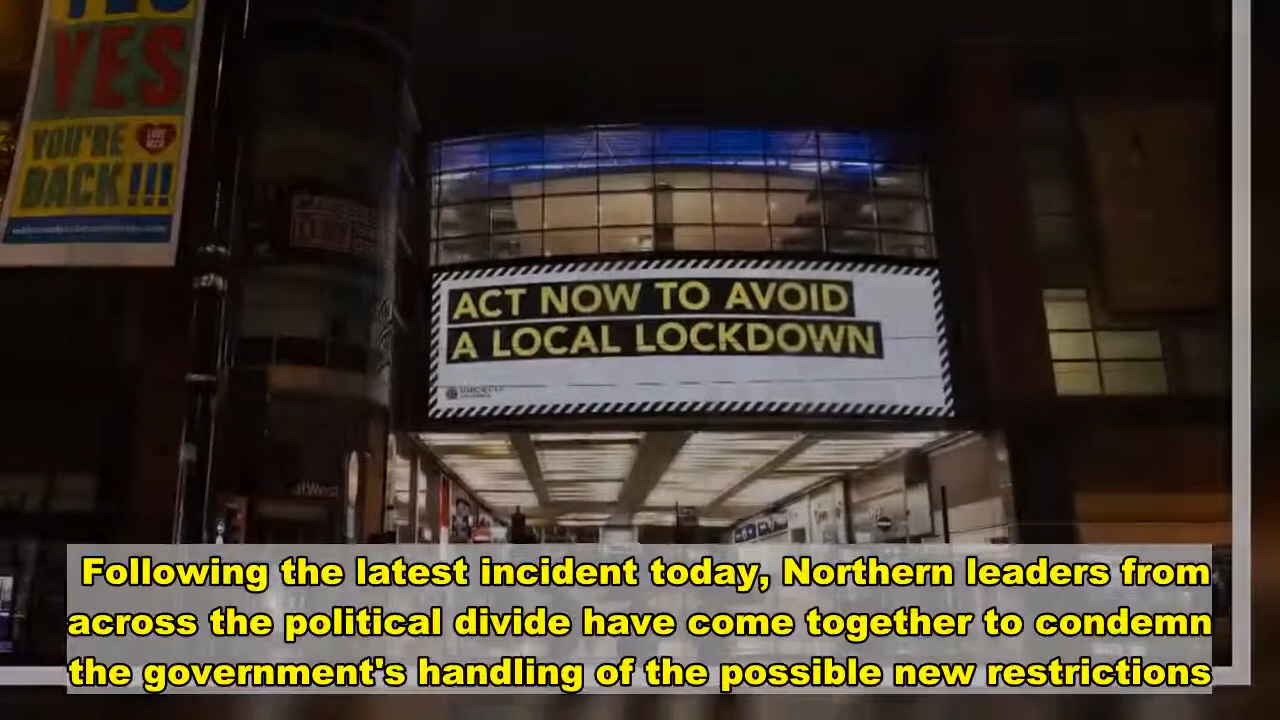 YES
YES
YOU'RE
BACK!!!
ACT NOW TO AVOID
A LOCAL LOCKDOWN
Following the latest incident today, Northern leaders from
across the political divide have come together to condemn
the government's handling of the possible new restrictions